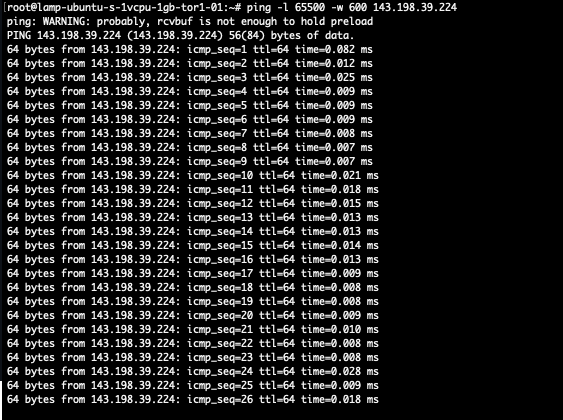 [root@lamp-ubuntu-s-1vcpu-1gb-tor1-01:~# ping -l 65500 -w 600 143.198.39.224
ping: WARNING: probably, rcvbuf is not enough to hold preload
PING 143.198.39.224 (143.198.39.224) 56(84) bytes of data.
64 bytes from 143.198.39.224: icmp_seq=1 ttl=64 time=0.082 ms
64 bytes from 143.198.39.224: icmp_seq=2 ttl=64 time=0.012 ms
64 bytes from 143.198.39.224: icmp_seq=3 ttl=64 time=0.025 ms
64 bytes from 143.198.39.224: icmp_seq=4 ttl=64 time=0.009 ms
64 bytes from 143.198.39.224: icmp_seq=5 ttl=64 time=0.009 ms
64 bytes from 143.198.39.224: icmp_seq=6 ttl=64 time=0.009 ms
64 bytes from 143.198.39.224: icmp_seq=7 ttl=64 time=0.008 ms
64 bytes from 143.198.39.224: icmp_seq=8 ttl=64 time=0.007 ms
64 bytes from 143.198.39.224: icmp_seq=9 ttl=64 time=0.007 ms
64 bytes from 143.198.39.224: icmp_seq=10 ttl=64 time=0.021 ms
64 bytes from 143.198.39.224: icmp_seq=11 ttl=64 time=0.018 ms
64 bytes from 143.198.39.224: icmp_seq=12 ttl=64 time=0.015 ms
64 bytes from 143.198.39.224: icmp_seq=13 ttl=64 time=0.013 ms
64 bytes from 143.198.39.224: icmp_seq=14 ttl=64 time=0.013 ms
64 bytes from 143.198.39.224: icmp_seq=15 ttl=64 time=0.014 ms
64 bytes from 143.198.39.224: icmp_seq=16 ttl=64 time=0.013 ms
64 bytes from 143.198.39.224: icmp_seq=17 ttl=64 time=0.009 ms
64 bytes from 143.198.39.224: icmp_seq=18 ttl=64 time=0.008 ms
64 bytes from 143.198.39.224: icmp_seq=19 ttl=64 time=0.008 ms
64 bytes from 143.198.39.224: icmp_seq=20 ttl=64 time=0.009 ms
64 bytes from 143.198.39.224: icmp_seq=21 ttl=64 time=0.010 ms
64 bytes from 143.198.39.224: icmp_seq=22 ttl=64 time=0.008 ms
64 bytes from 143.198.39.224: icmp_seq=23 ttl=64 time=0.008 ms
64 bytes from 143.198.39.224: icmp_seq=24 ttl=64 time=0.028 ms
64 bytes from 143.198.39.224: icmp_seq=25 ttl=64 time=0.009 ms
64 bytes from 143.198.39.224: icmp_seq=26 ttl=64 time=0.018 ms